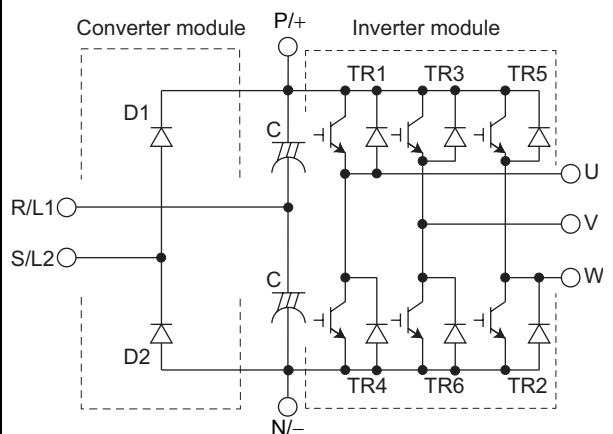 Converter module
P/+
Inverter module
TR1
TR3
TR5
D1
C
U
R/L1
V
S/L2
W
C
D2
TR4
TR6
TR2
N/−